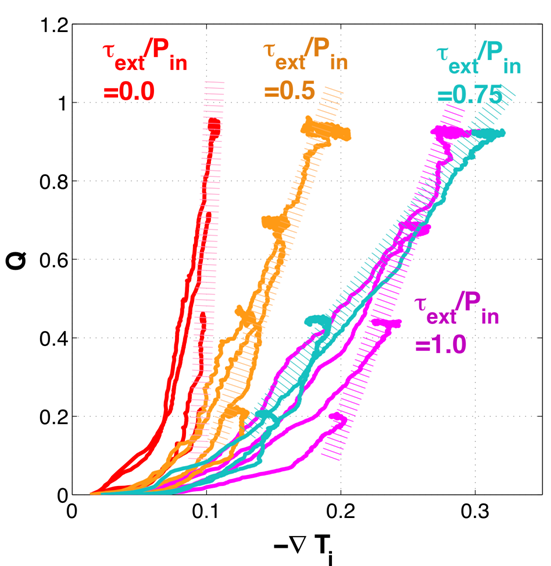 1.2
1
0.8
0.6
0.4
0.2
0
Q
τext/Pin
=0.0
τext/Pin
=0.5
τext/Pin
=0.75
τext/Pin
=1.0
0 0.1 0.2 0.3
−∇ Ti